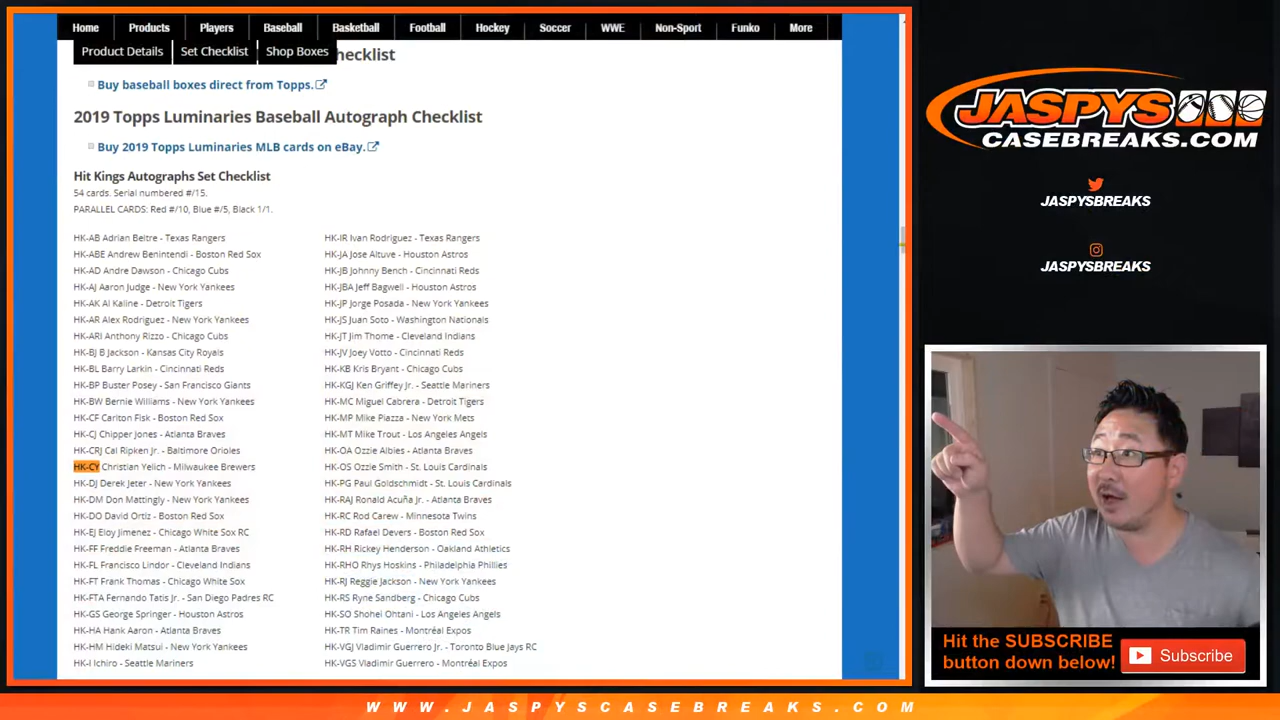 Home Products Players Baseball Basketball Football Hockey Soccer WWE Non-Sport Funko More
Product Details Set Checklist Shop Boxes hecklist
Buy baseball boxes direct from Topps.
2019 Topps Luminaries Baseball Autograph Checklist
Buy 2019 Topps Luminaries MLB cards on eBay.
Hit Kings Autographs Set Checklist
54 cards. Serial numbered #/15.
PARALLEL CARDS: Red #/10, Blue #/5, Black 1/1.
HK-AB Adrian Beltre - Texas Rangers
HK-ABE Andrew Benintendi - Boston Red Sox
HK-AD Andre Dawson - Chicago Cubs
HK-AJ Aaron Judge - New York Yankees
HK-AK Al Kaline - Detroit Tigers
HK-AR Alex Rodriguez - New York Yankees
HK-ARI Anthony Rizzo - Chicago Cubs
HK-BJ B Jackson - Kansas City Royals
HK-BL Barry Larkin - Cincinnati Reds
HK-BP Buster Posey - San Francisco Giants
HK-BW Bernie Williams - New York Yankees
HK-CF Carlton Fisk - Boston Red Sox
HK-CJ Chipper Jones - Atlanta Braves
HK-CRJ Cal Ripken Jr. - Baltimore Orioles
HK-CY Christian Yelich - Milwaukee Brewers
HK-DJ Derek Jeter - New York Yankees
HK-DM Don Mattingly - New York Yankees
HK-DO David Ortiz - Boston Red Sox
HK-EJ Eloy Jimenez - Chicago White Sox RC
HK-FF Freddie Freeman - Atlanta Braves
HK-FL Francisco Lindor - Cleveland Indians
HK-FT Frank Thomas - Chicago White Sox
HK-FTA Fernando Tatis Jr. - San Diego Padres RC
HK-GS George Springer - Houston Astros
HK-HA Hank Aaron - Atlanta Braves
HK-HM Hideki Matsui - New York Yankees
HK-I Ichiro - Seattle Mariners
HK-IR Ivan Rodriguez - Texas Rangers
HK-JA Jose Altuve - Houston Astros
HK-JB Johnny Bench - Cincinnati Reds
HK-JBA Jeff Bagwell - Houston Astros
HK-JP Jorge Posada - New York Yankees
HK-JS Juan Soto - Washington Nationals
HK-JT Jim Thome - Cleveland Indians
HK-JV Joey Votto - Cincinnati Reds
HK-KB Kris Bryant - Chicago Cubs
HK-KGJ Ken Griffey Jr. - Seattle Mariners
HK-MC Miguel Cabrera - Detroit Tigers
HK-MP Mike Piazza - New York Mets
HK-MT Mike Trout - Los Angeles Angels
HK-OA Ozzie Albies - Atlanta Braves
HK-OS Ozzie Smith - St. Louis Cardinals
HK-PG Paul Goldschmidt - St. Louis Cardinals
HK-RAJ Ronald Acuña Jr. - Atlanta Braves
HK-RC Rod Carew - Minnesota Twins
HK-RD Rafael Devers - Boston Red Sox
HK-RH Rickey Henderson - Oakland Athletics
HK-RHO Rhys Hoskins - Philadelphia Phillies
HK-RJ Reggie Jackson - New York Yankees
HK-RS Ryne Sandberg - Chicago Cubs
HK-SO Shohei Ohtani - Los Angeles Angels
HK-TR Tim Raines - Montréal Expos
HK-VGJ Vladimir Guerrero Jr. - Toronto Blue Jays RC
HK-VGS Vladimir Guerrero - Montréal Expos
JASPYS
CASEBREAKS.COM
JASPYSBREAKS
JASPYSBREAKS
Hit the SUBSCRIBE
button down below!
Subscribe
WWW.JASPYSCASEBREAKS.COM